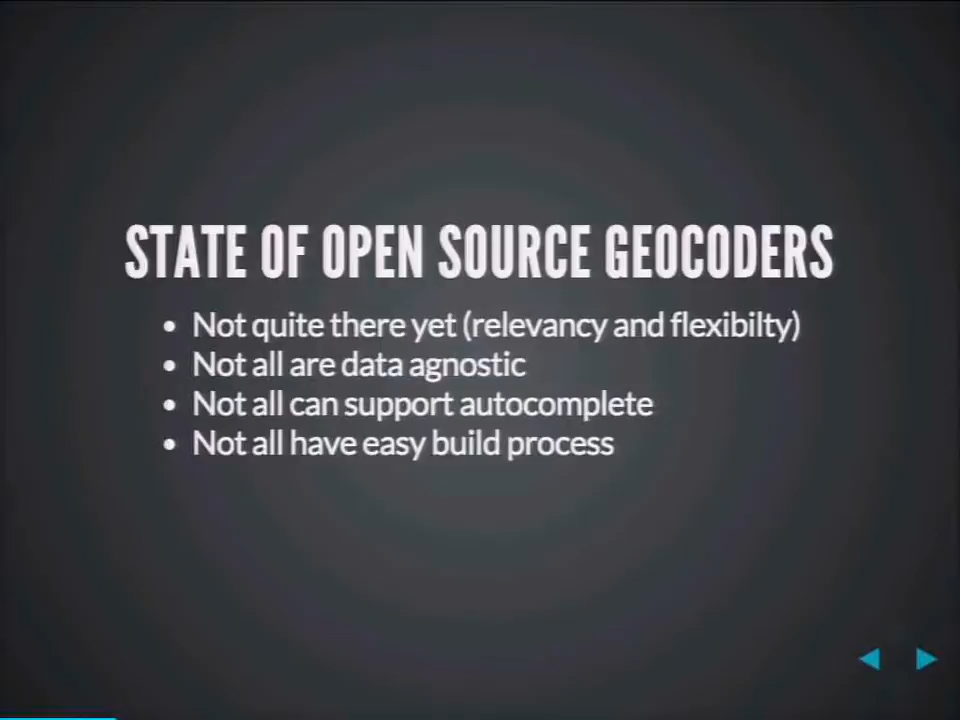 STATE OF OPEN SOURCE GEOCODERS
Not quite there yet (relevancy and flexibilty)
Not all are data agnostic
Not all can support autocomplete
Not all have easy build process